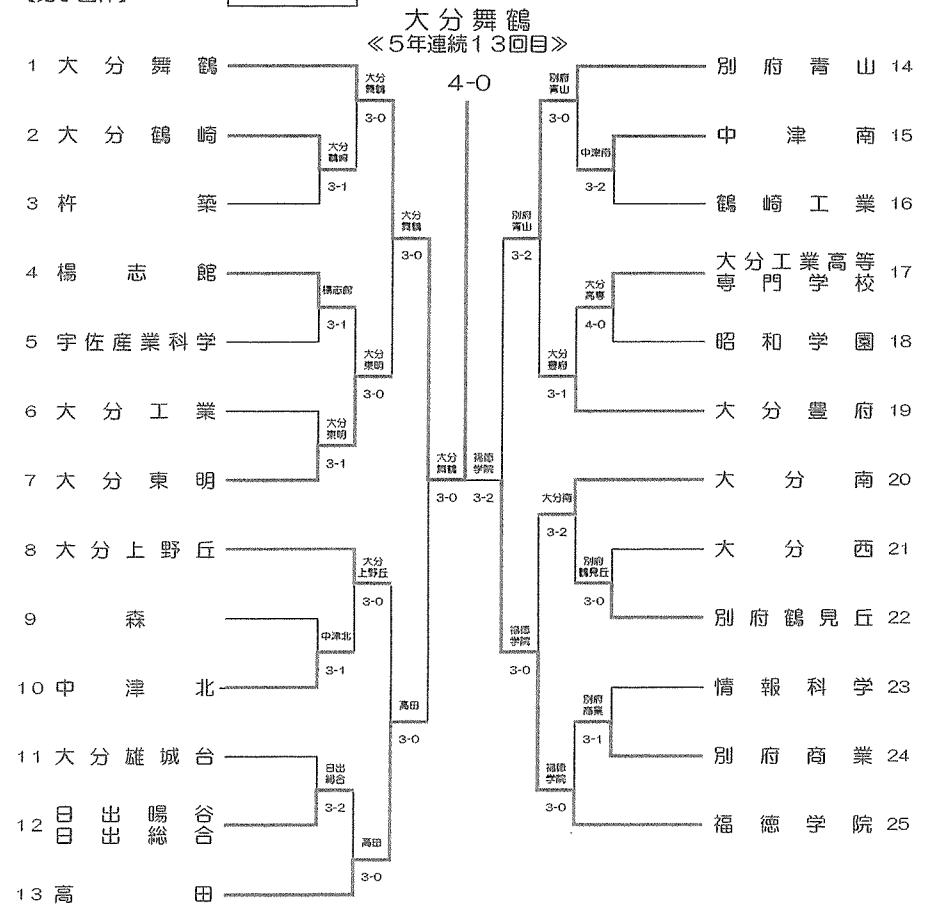 大分舞鶴
≪5年連続13回目≫
4-0
1 大分舞鶴
2 大分鶴崎
3 杵築
4 楊志館
5 宇佐産業科学
6 大分工業
7 大分東明
8 大分上野丘
9 森
10 中津北
11 大分雄城台
12 日出暘谷
日出総合
13 高田
大分
舞鶴
3-0
大分
鶴崎
3-1
大分
舞鶴
3-0
楊志館
3-1
大分
東明
3-0
大分
東明
3-1
大分
舞鶴
3-0
大分
上野丘
3-0
中津北
3-1
高田
3-0
日出
総合
3-2
高田
3-0
別府
青山
3-0
中津南
3-2
別府
青山
3-2
大分
高専
4-0
大分
豊府
3-1
福徳
学院
3-2
大分南
3-2
別府
鶴見丘
3-0
福徳
学院
3-0
別府
商業
3-1
福徳
学院
3-0
別府青山 14
中津南 15
鶴崎工業 16
大分工業高等
専門学校 17
昭和学園 18
大分豊府 19
大分南 20
大分西 21
別府鶴見丘 22
情報科学 23
別府商業 24
福徳学院 25